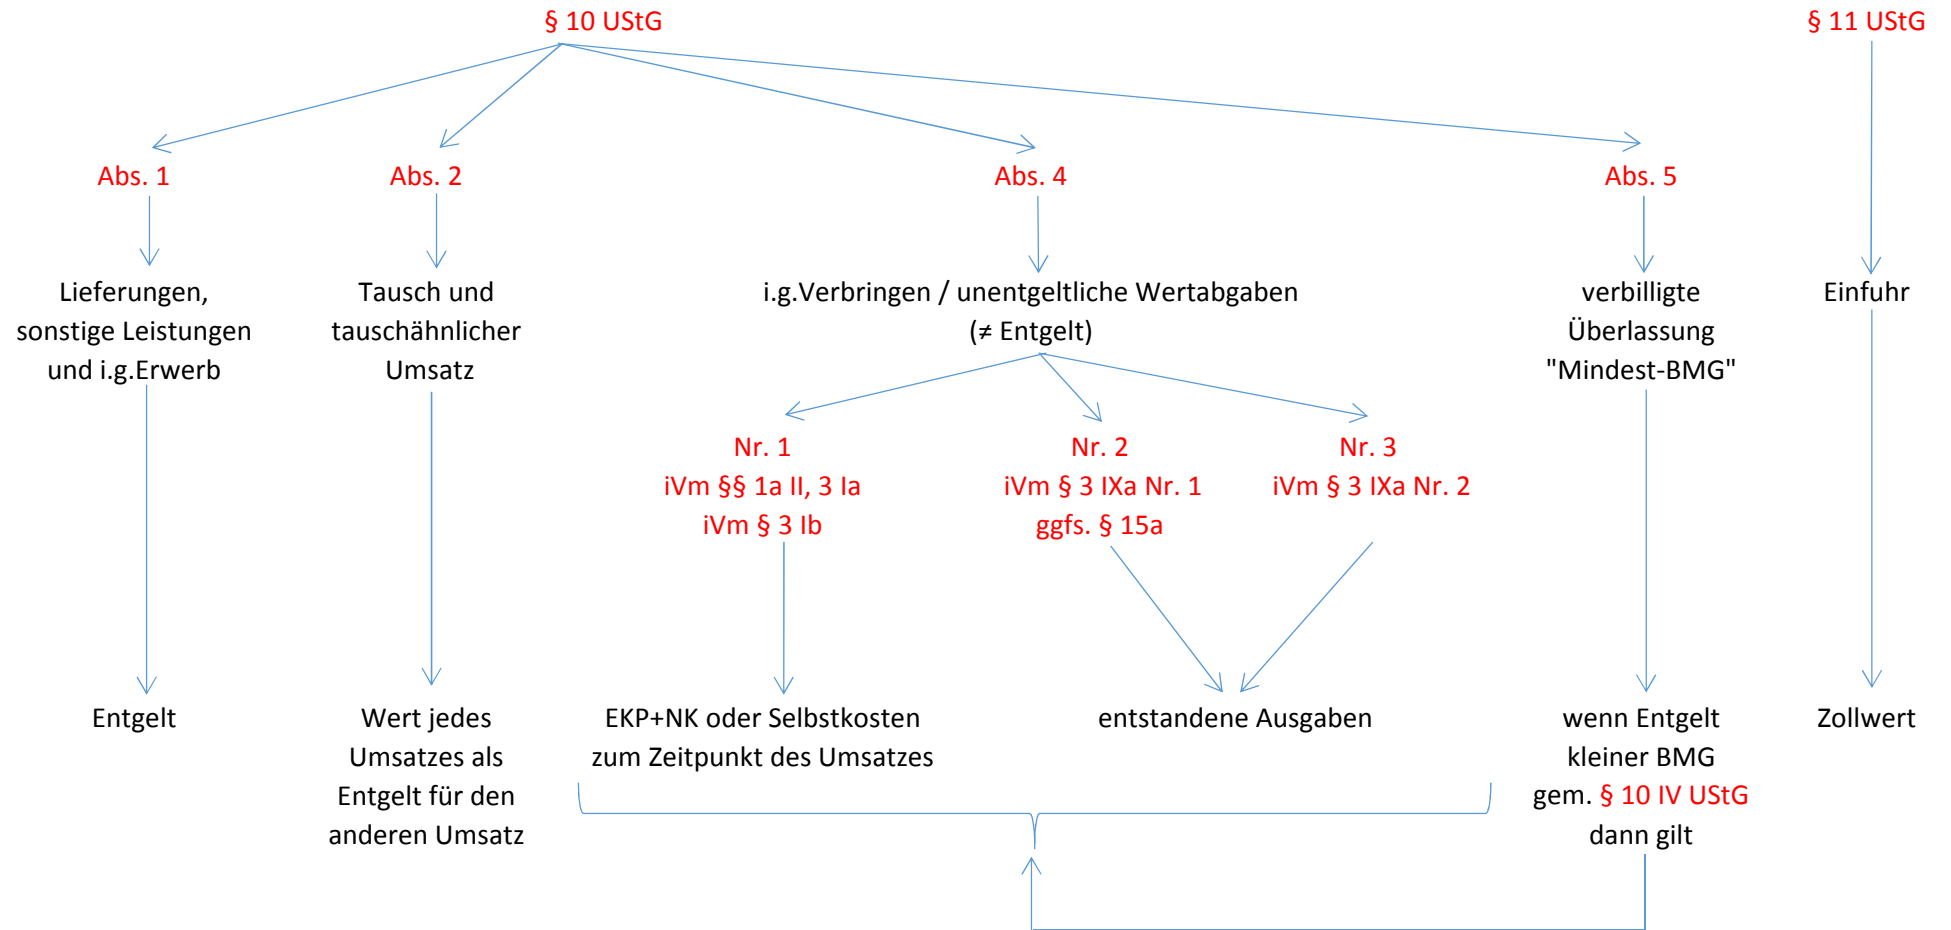 § 10 UStG
§ 11 UStG
Abs. 1
Abs. 2
Abs. 4
Abs. 5
Lieferungen,
sonstige Leistungen
und i.g.Erwerb
Tausch und
tauschähnlicher
Umsatz
i.g.Verbringen / unentgeltliche Wertabgaben
(≠ Entgelt)
verbilligte
Überlassung
"Mindest-BMG"
Einfuhr
Nr. 1
iVm §§ 1a II, 3 Ia
iVm § 3 Ib
Nr. 2
iVm § 3 IXa Nr. 1
ggfs. § 15a
Nr. 3
iVm § 3 IXa Nr. 2
Entgelt
Wert jedes
Umsatzes als
Entgelt für den
anderen Umsatz
EKP+NK oder Selbstkosten
zum Zeitpunkt des Umsatzes
entstandene Ausgaben
wenn Entgelt
kleiner BMG
gem. § 10 IV UStG
dann gilt
Zollwert